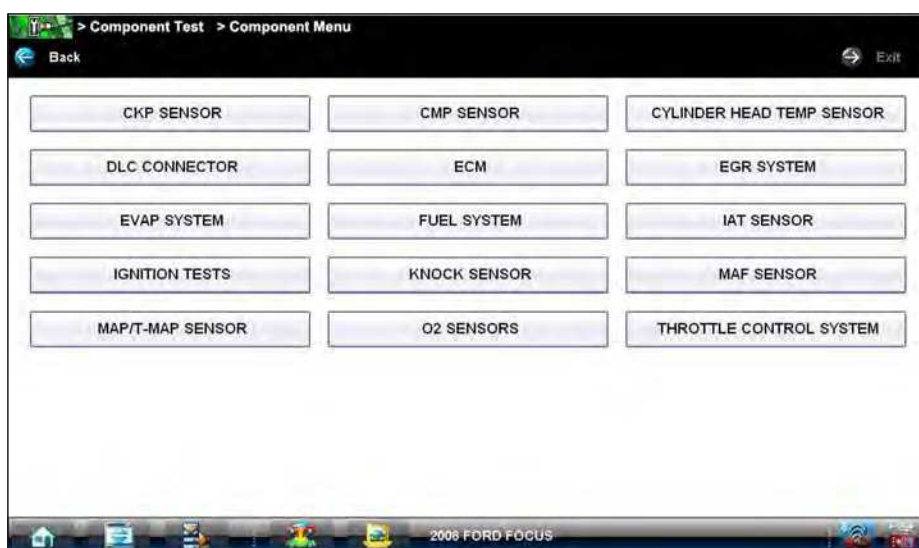 > Component Test > Component Menu
Back Exit
CKP SENSOR CMP SENSOR CYLINDER HEAD TEMP SENSOR
DLC CONNECTOR ECM EGR SYSTEM
EVAP SYSTEM FUEL SYSTEM IAT SENSOR
IGNITION TESTS KNOCK SENSOR MAF SENSOR
MAP/T-MAP SENSOR O2 SENSORS THROTTLE CONTROL SYSTEM
2008 FORD FOCUS